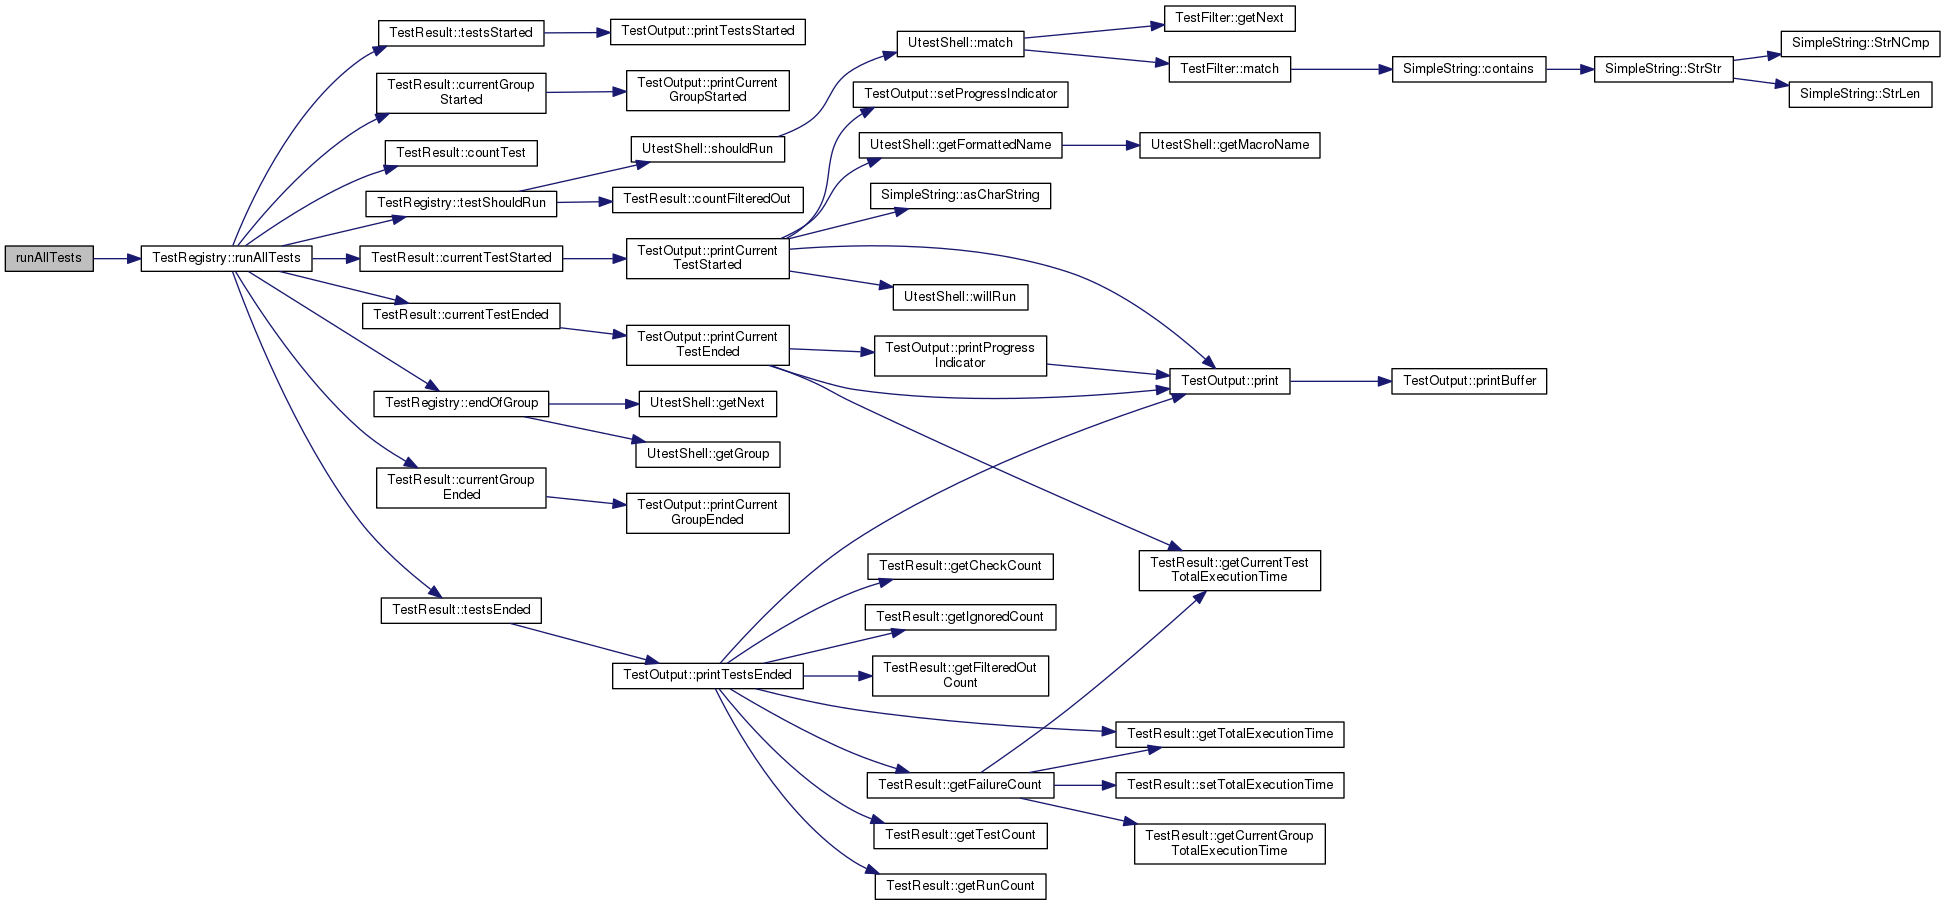 runAllTests
TestRegistry::runAllTests
TestResult::testsStarted
TestOutput::printTestsStarted
TestResult::currentGroup
Started
TestOutput::printCurrent
GroupStarted
TestResult::countTest
TestRegistry::testShouldRun
UtestShell::shouldRun
TestResult::countFilteredOut
UtestShell::match
TestFilter::getNext
TestFilter::match
SimpleString::contains
SimpleString::StrStr
SimpleString::StrNCmp
SimpleString::StrLen
TestResult::currentTestStarted
TestOutput::printCurrent
TestStarted
TestOutput::setProgressIndicator
UtestShell::getFormattedName
UtestShell::getMacroName
SimpleString::asCharString
UtestShell::willRun
TestResult::currentTestEnded
TestOutput::printCurrent
TestEnded
TestOutput::printProgress
Indicator
TestOutput::print
TestOutput::printBuffer
TestRegistry::endOfGroup
UtestShell::getNext
UtestShell::getGroup
TestResult::currentGroup
Ended
TestOutput::printCurrent
GroupEnded
TestResult::getCurrentTest
TotalExecutionTime
TestResult::testsEnded
TestOutput::printTestsEnded
TestResult::getCheckCount
TestResult::getIgnoredCount
TestResult::getFilteredOut
Count
TestResult::getTotalExecutionTime
TestResult::getFailureCount
TestResult::setTotalExecutionTime
TestResult::getCurrentGroup
TotalExecutionTime
TestResult::getTestCount
TestResult::getRunCount